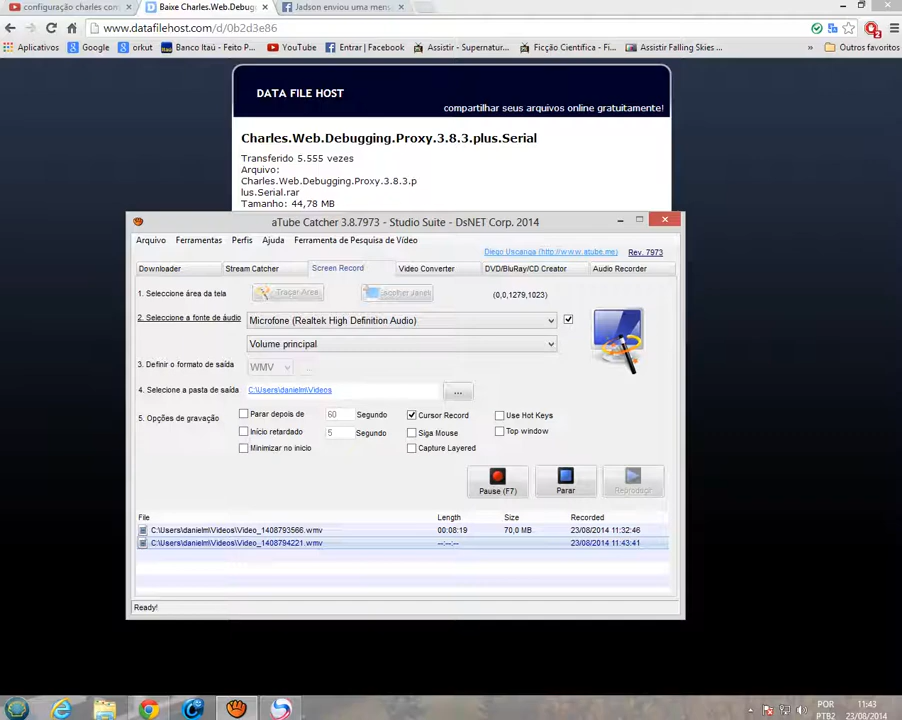 configuração charles con
Baixe Charles.Web.Debug
Jadson enviou uma mens
www.datafilehost.com/d/0b2d3e86
Aplicativos Google orkut Banco Itaú - Feito P... YouTube Entrar | Facebook Assistir - Supernatur... Ficção Científica - Fi... Assistir Falling Skies ... » Outros favoritos
DATA FILE HOST
compartilhar seus arquivos online gratuitamente!
Charles.Web.Debugging.Proxy.3.8.3.plus.Serial
Transferido 5.555 vezes
Arquivo:
Charles.Web.Debugging.Proxy.3.8.3.p
lus.Serial.rar
Tamanho: 44,78 MB
aTube Catcher 3.8.7973 - Studio Suite - DsNET Corp. 2014
Arquivo Ferramentas Perfis Ajuda Ferramenta de Pesquisa de Vídeo
Diego Uscanga (http://www.atube.me) Rev. 7973
Downloader Stream Catcher Screen Record Video Converter DVD/BluRay/CD Creator Audio Recorder
1. Seleccione área da tela Traçar Area Escolher Janek (0,0,1279,1023)
2. Seleccione a fonte de áudio Microfone (Realtek High Definition Audio)
Volume principal
3. Definir o formato de saída WMV ...
4. Selecione a pasta de saída C:\Users\danielm\Videos ...
5. Opções de gravação Parar depois de 60 Segundo Cursor Record Use Hot Keys
Início retardado 5 Segundo Siga Mouse Top window
Minimizar no inicio Capture Layered
Pause (F7) Parar Reproduzir
File Length Size Recorded
C:\Users\danielm\Videos\Video_1408793566.wmv 00:08:19 70,0 MB 23/08/2014 11:32:46
C:\Users\danielm\Videos\Video_1408794221.wmv --:--:-- 23/08/2014 11:43:41
Ready!
POR 11:43
PTB2 23/08/2014